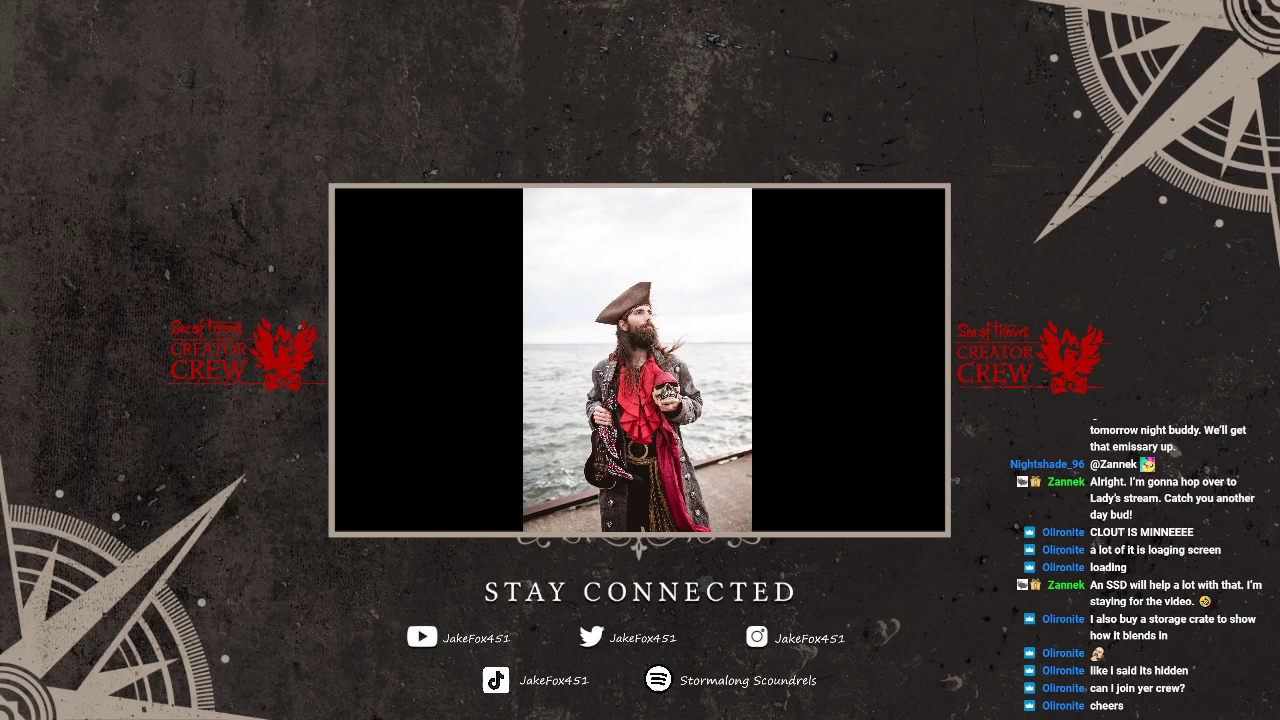 Sea of Thieves
CREATOR
CREW
Sea of Thieves
CREATOR
CREW
STAY CONNECTED
JakeFox451
JakeFox451
JakeFox451
JakeFox451
Stormalong Scoundrels
tomorrow night buddy. We'll get
that emissary up.
Nightshade_96 @Zannek
Zannek Alright. I'm gonna hop over to
Lady's stream. Catch you another
day bud!
Olironite CLOUT IS MINNEEEE
Olironite a lot of it is loaging screen
Olironite loading
Zannek An SSD will help a lot with that. I'm
staying for the video. 🤣
Olironite I also buy a storage crate to show
how it blends in
Olironite
Olironite like I said its hidden
Olironite can I join yer crew?
Olironite cheers